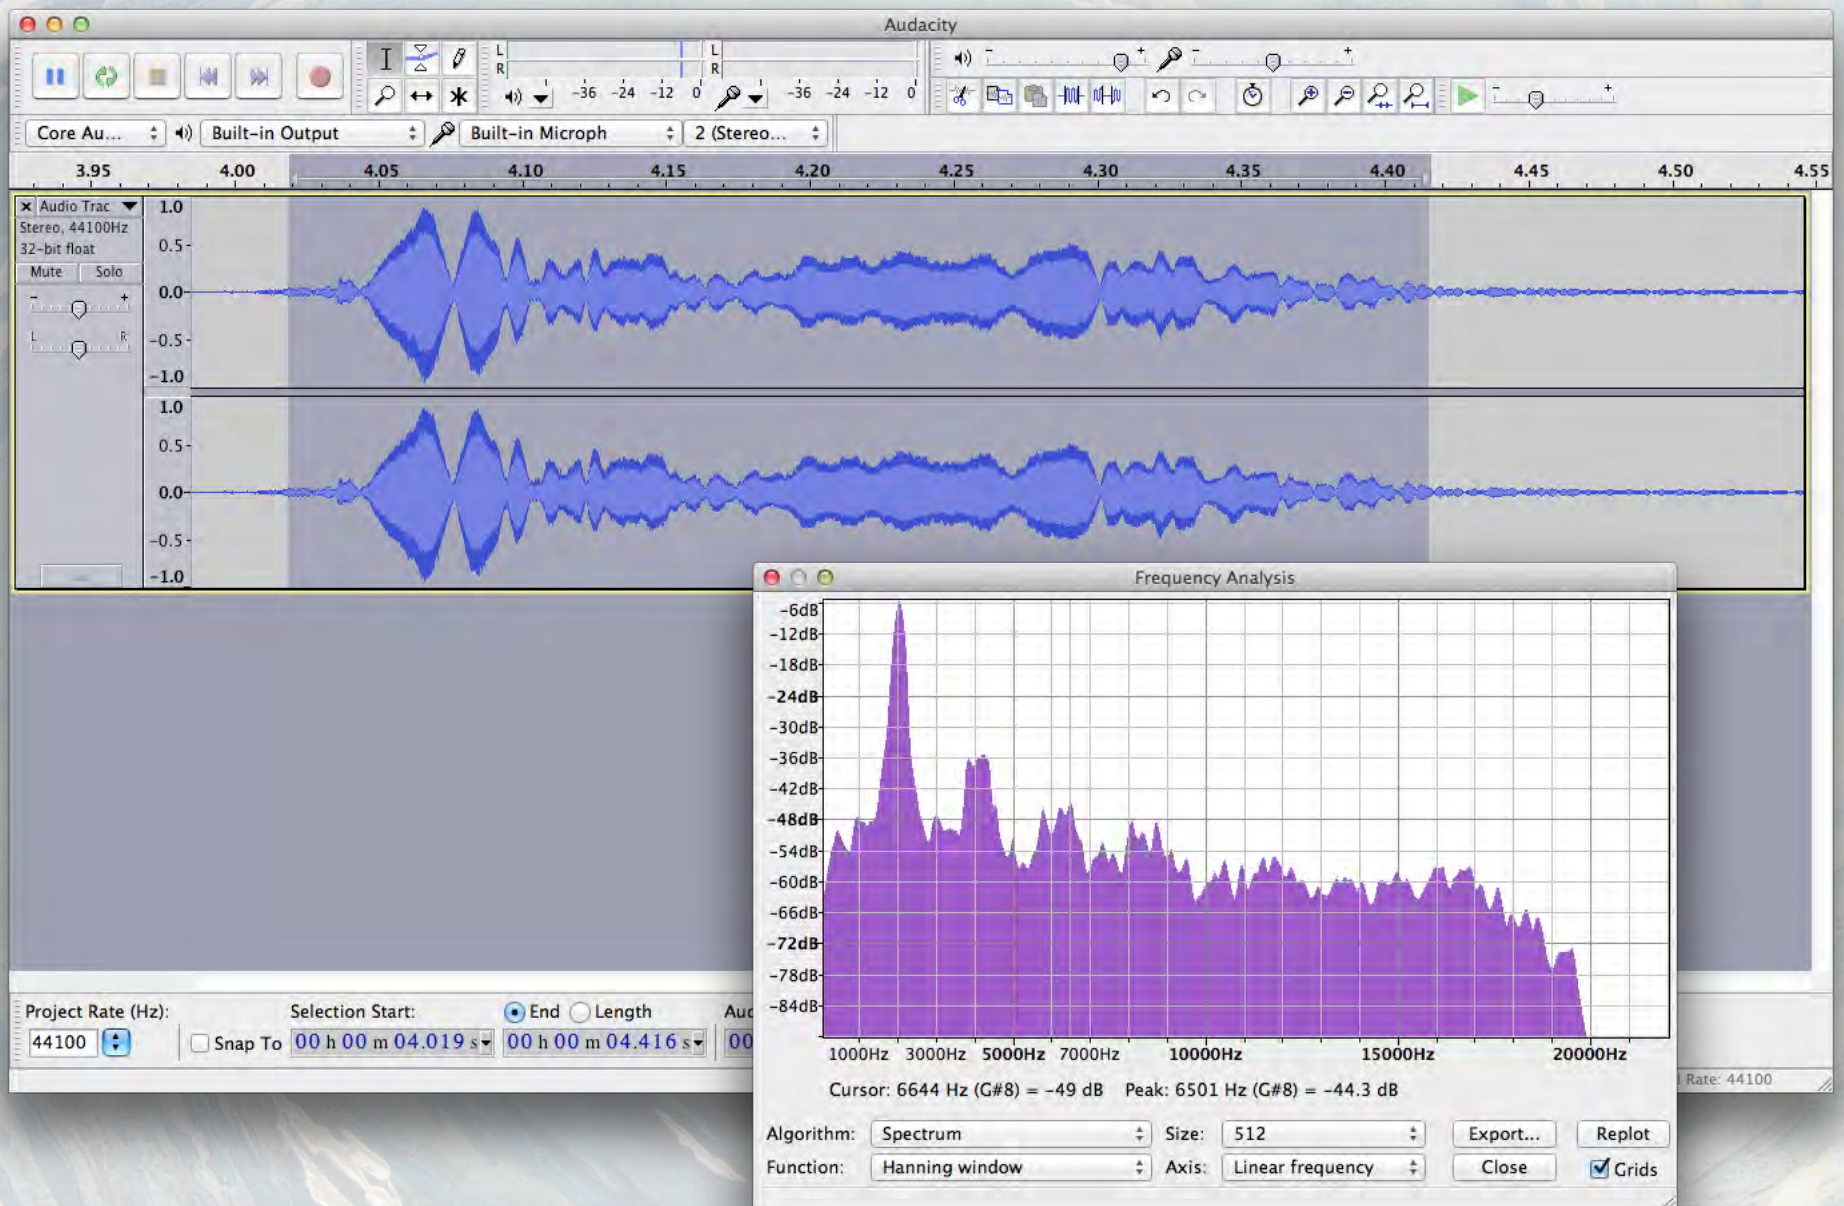 Audacity
L
R
-36 -24 -12 0
L
R
-36 -24 -12 0
- +
- +
- +
Core Au...
Built-in Output
Built-in Microph
2 (Stereo...
3.95 4.00 4.05 4.10 4.15 4.20 4.25 4.30 4.35 4.40 4.45 4.50 4.55
× Audio Trac
Stereo, 44100Hz
32-bit float
Mute Solo
- +
L R
1.0
0.5-
0.0-
-0.5-
-1.0
1.0
0.5-
0.0-
-0.5-
-1.0
Frequency Analysis
-6dB
-12dB
-18dB
-24dB
-30dB
-36dB
-42dB
-48dB
-54dB
-60dB
-66dB
-72dB
-78dB
-84dB
1000Hz 3000Hz 5000Hz 7000Hz 10000Hz 15000Hz 20000Hz
Cursor: 6644 Hz (G#8) = -49 dB Peak: 6501 Hz (G#8) = -44.3 dB
Algorithm: Spectrum Size: 512 Export... Replot
Function: Hanning window Axis: Linear frequency Close Grids
Project Rate (Hz): Selection Start: End Length Auc
44100 Snap To 00 h 00 m 04.019 s 00 h 00 m 04.416 s 00
Rate: 44100